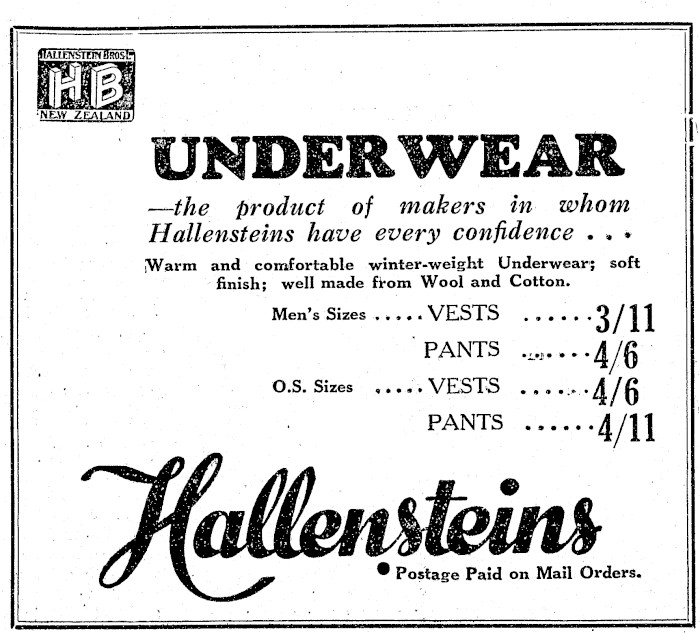 HALLENSTEIN BROS. LD
HB
NEW ZEALAND
UNDERWEAR
—the product of makers in whom
Hallensteins have every confidence . . .
Warm and comfortable winter-weight Underwear; soft
finish; well made from Wool and Cotton.
Men's Sizes ..... VESTS ...... 3/11
PANTS ...... 4/6
O.S. Sizes ..... VESTS ...... 4/6
PANTS ...... 4/11
Hallensteins
• Postage Paid on Mail Orders.